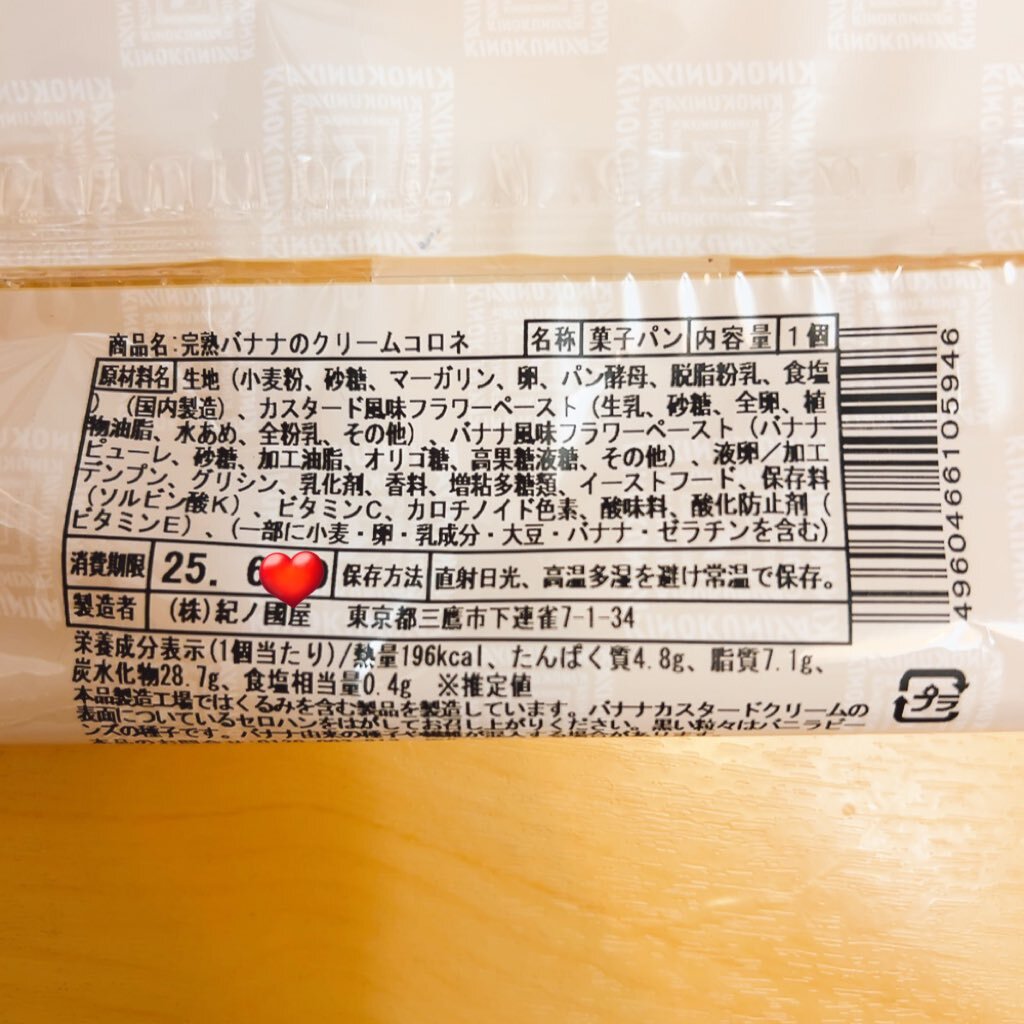 KINOKUNIYA
商品名:完熟バナナのクリームコロネ
名称 菓子パン 内容量 1個
原材料名 生地（小麦粉、砂糖、マーガリン、卵、パン酵母、脱脂粉乳、食塩
）（国内製造）、カスタード風味フラワーペースト（生乳、砂糖、全卵、植
物油脂、水あめ、全粉乳、その他）、バナナ風味フラワーペースト（バナナ
ピューレ、砂糖、加工油脂、オリゴ糖、高果糖液糖、その他）、液卵／加工
デンプン、グリシン、乳化剤、香料、増粘多糖類、イーストフード、保存料
（ソルビン酸K）、ビタミンC、カロチノイド色素、酸味料、酸化防止剤（
ビタミンE）、（一部に小麦・卵・乳成分・大豆・バナナ・ゼラチンを含む）
消費期限 25. 6 保存方法 直射日光、高温多湿を避け常温で保存。
製造者 (株)紀ノ國屋 東京都三鷹市下連雀7-1-34
栄養成分表示(1個当たり)/熱量196kcal、たんぱく質4.8g、脂質7.1g、
炭水化物28.7g、食塩相当量0.4g ※推定値
本品製造工場ではくるみを含む製品を製造しています。バナナカスタードクリームの
表面についているセロハンをはがしてお召し上がりください。黒い粒々はバニラビー
ンズの種子です。バナナ由来の種子や繊維が
4960466105946
プラ